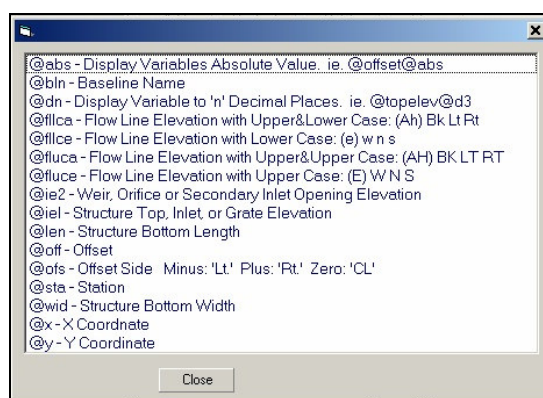 @abs - Display Variables Absolute Value. ie. @offset@abs
@bln - Baseline Name
@dn - Display Variable to 'n' Decimal Places. ie. @topelev@d3
@fllca - Flow Line Elevation with Upper&Lower Case: (Ah) Bk Lt Rt
@fllce - Flow Line Elevation with Lower Case: (e) w n s
@fluca - Flow Line Elevation with Upper&Upper Case: (AH) BK LT RT
@fluce - Flow Line Elevation with Upper Case: (E) W N S
@ie2 - Weir, Orifice or Secondary Inlet Opening Elevation
@iel - Structure Top, Inlet, or Grate Elevation
@len - Structure Bottom Length
@off - Offset
@ofs - Offset Side Minus: 'Lt.' Plus: 'Rt.' Zero: 'CL'
@sta - Station
@wid - Structure Bottom Width
@x - X Coordnate
@y - Y Coordinate
Close